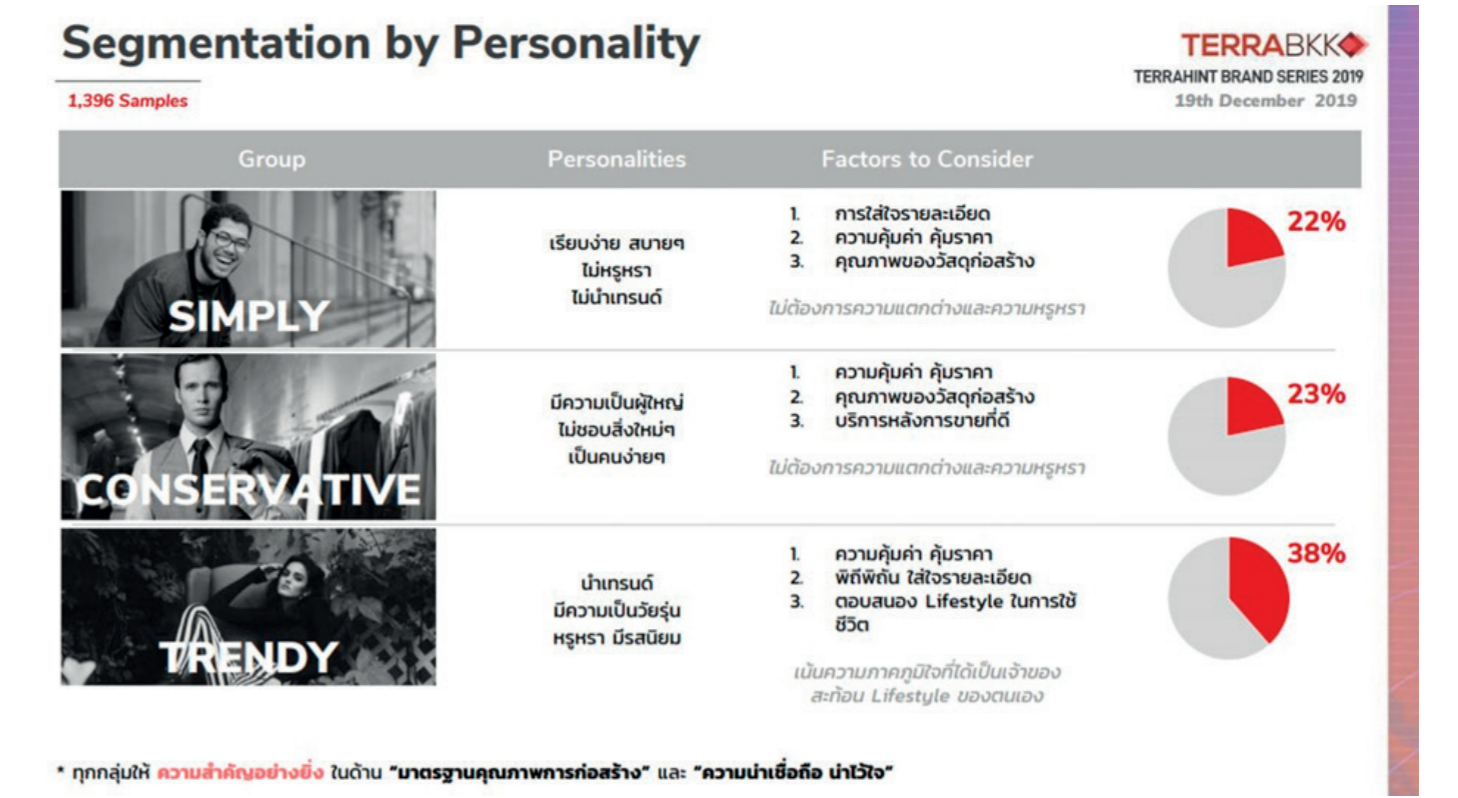 Segmentation by Personality
TERRABKK
TERRAHINT BRAND SERIES 2019
19th December 2019
1,396 Samples
Group Personalities Factors to Consider
SIMPLY
เรียบง่าย สบายๆ
ไม่หรูหรา
ไม่นำเทรนด์
1. การใส่ใจรายละเอียด
2. ความคุ้มค่า คุ้มราคา
3. คุณภาพของวัสดุก่อสร้าง
ไม่ต้องการความแตกต่างและความหรูหรา
22%
CONSERVATIVE
มีความเป็นผู้ใหญ่
ไม่ชอบสิ่งใหม่ๆ
เป็นคนง่ายๆ
1. ความคุ้มค่า คุ้มราคา
2. คุณภาพของวัสดุก่อสร้าง
3. บริการหลังการขายที่ดี
ไม่ต้องการความแตกต่างและความหรูหรา
23%
TRENDY
นำเทรนด์
มีความเป็นวัยรุ่น
หรูหรา มีรสนิยม
1. ความคุ้มค่า คุ้มราคา
2. พิถีพิถัน ใส่ใจรายละเอียด
3. ตอบสนอง Lifestyle ในการใช้
ชีวิต
เน้นความภาคภูมิใจที่ได้เป็นเจ้าของ
สะท้อน Lifestyle ของตนเอง
38%
* ทุกกลุ่มให้ ความสำคัญอย่างยิ่ง ในด้าน "มาตรฐานคุณภาพการก่อสร้าง" และ "ความน่าเชื่อถือ น่าไว้ใจ"